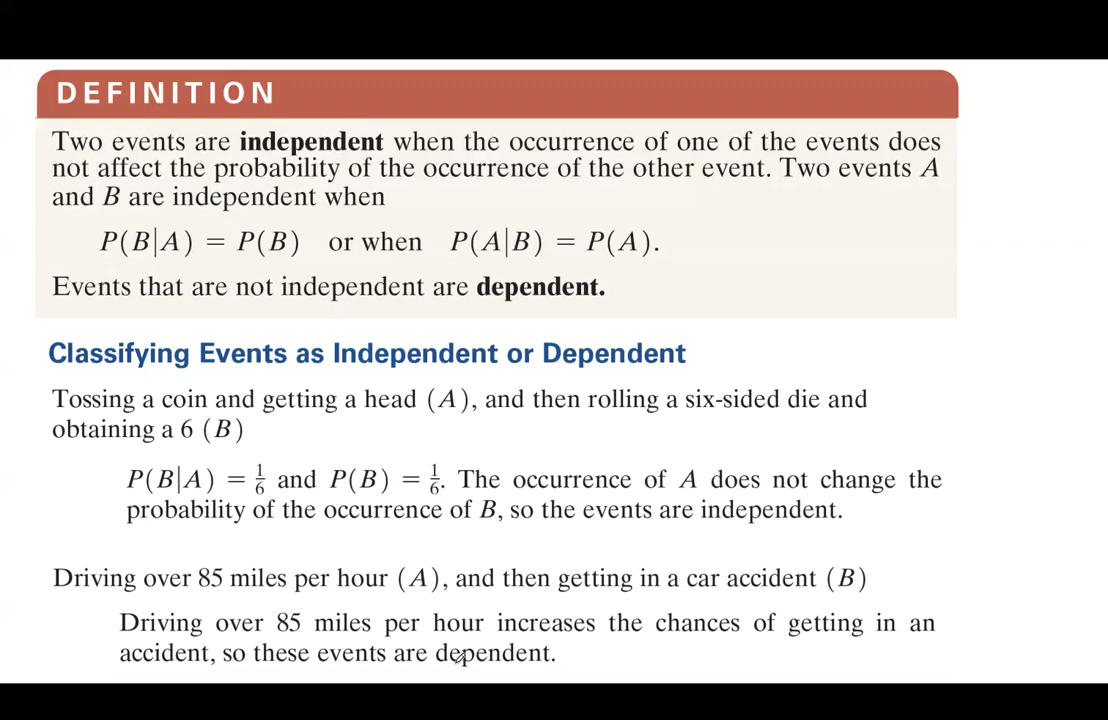 DEFINITION
Two events are independent when the occurrence of one of the events does
not affect the probability of the occurrence of the other event. Two events A
and B are independent when
P(B|A) = P(B) or when P(A|B) = P(A).
Events that are not independent are dependent.
Classifying Events as Independent or Dependent
Tossing a coin and getting a head (A), and then rolling a six-sided die and
obtaining a 6 (B)
P(B|A) = 1/6 and P(B) = 1/6. The occurrence of A does not change the
probability of the occurrence of B, so the events are independent.
Driving over 85 miles per hour (A), and then getting in a car accident (B)
Driving over 85 miles per hour increases the chances of getting in an
accident, so these events are dependent.